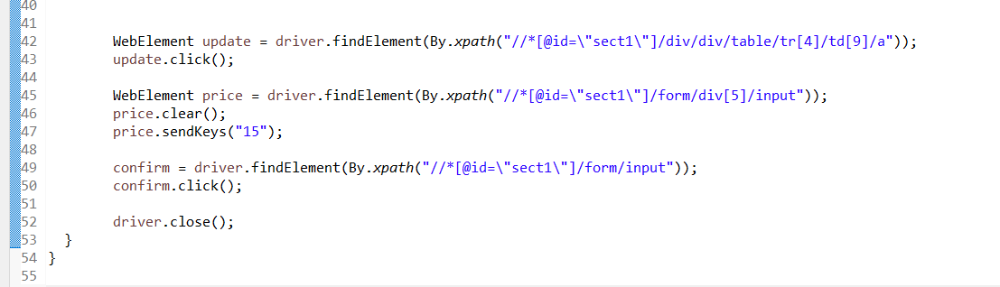 40
41
42 WebElement update = driver.findElement(By.xpath("//*[@id=\"sect1\"]/div/div/table/tr[4]/td[9]/a"));
43 update.click();
44
45 WebElement price = driver.findElement(By.xpath("//*[@id=\"sect1\"]/form/div[5]/input"));
46 price.clear();
47 price.sendKeys("15");
48
49 confirm = driver.findElement(By.xpath("//*[@id=\"sect1\"]/form/input"));
50 confirm.click();
51
52 driver.close();
53 }
54 }
55